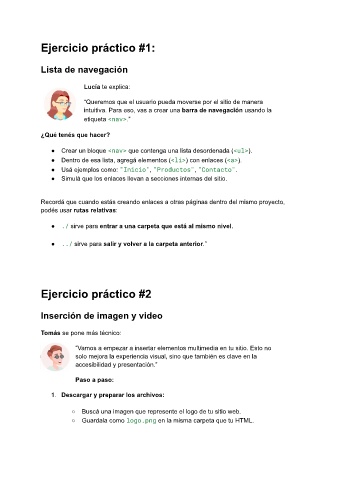 Ejercicio práctico #1:
Lista de navegación
Lucía te explica:
"Queremos que el usuario pueda moverse por el sitio de manera
intuitiva. Para eso, vas a crear una barra de navegación usando la
etiqueta <nav>."
¿Qué tenés que hacer?
● Crear un bloque <nav> que contenga una lista desordenada (<ul>).
● Dentro de esa lista, agregá elementos (<li>) con enlaces (<a>).
● Usá ejemplos como: "Inicio", "Productos", "Contacto".
● Simulá que los enlaces llevan a secciones internas del sitio.
Recordá que cuando estás creando enlaces a otras páginas dentro del mismo proyecto,
podés usar rutas relativas:
● ./ sirve para entrar a una carpeta que está al mismo nivel.
● ../ sirve para salir y volver a la carpeta anterior."
Ejercicio práctico #2
Inserción de imagen y video
Tomás se pone más técnico:
"Vamos a empezar a insertar elementos multimedia en tu sitio. Esto no
solo mejora la experiencia visual, sino que también es clave en la
accesibilidad y presentación."
Paso a paso:
1. Descargar y preparar los archivos:
○ Buscá una imagen que represente el logo de tu sitio web.
○ Guardala como logo.png en la misma carpeta que tu HTML.